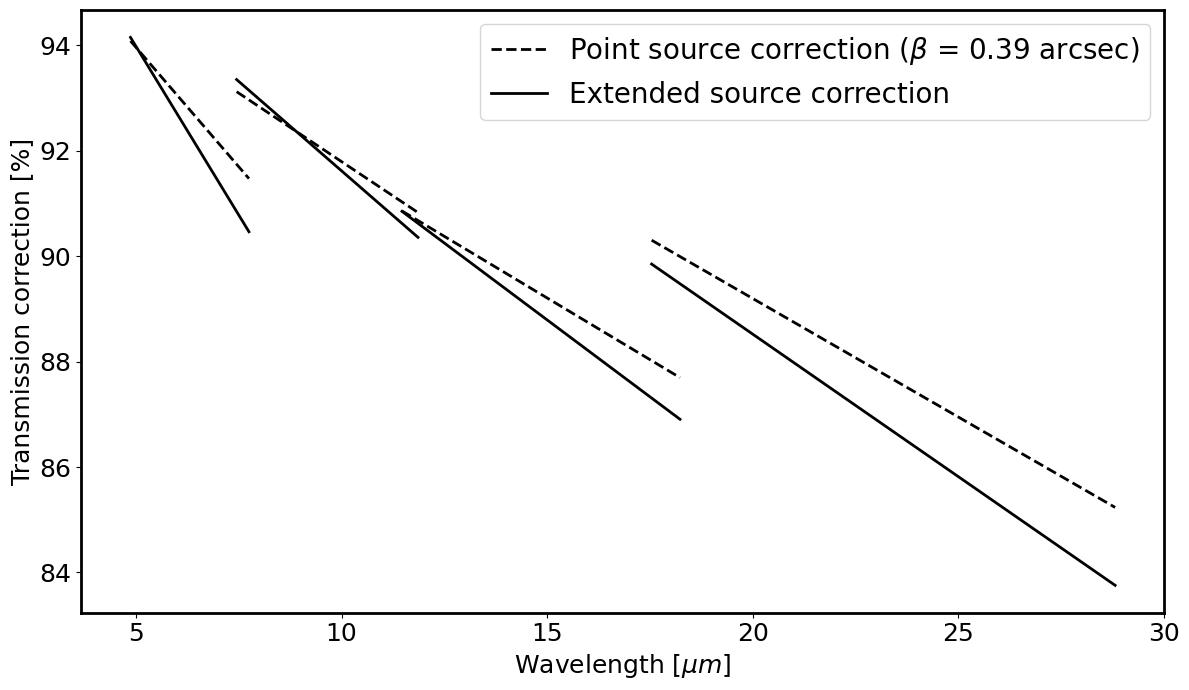 Point source correction (β = 0.39 arcsec)
Extended source correction
Transmission correction [%]
94
92
90
88
86
84
5 10 15 20 25 30
Wavelength [μm]